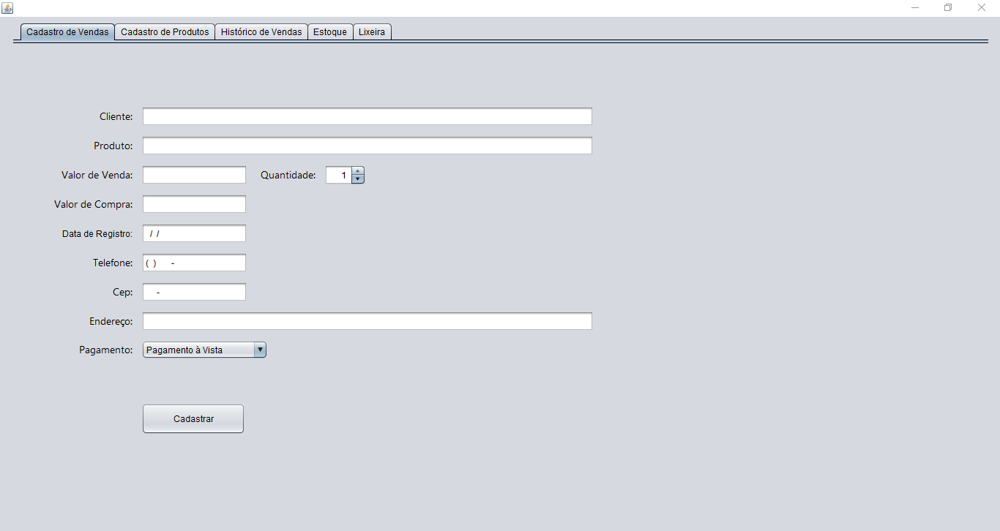 Cadastro de Vendas Cadastro de Produtos Histórico de Vendas Estoque Lixeira
Cliente:
Produto:
Valor de Venda: Quantidade: 1
Valor de Compra:
Data de Registro: / /
Telefone: ( ) -
Cep: -
Endereço:
Pagamento: Pagamento à Vista
Cadastrar